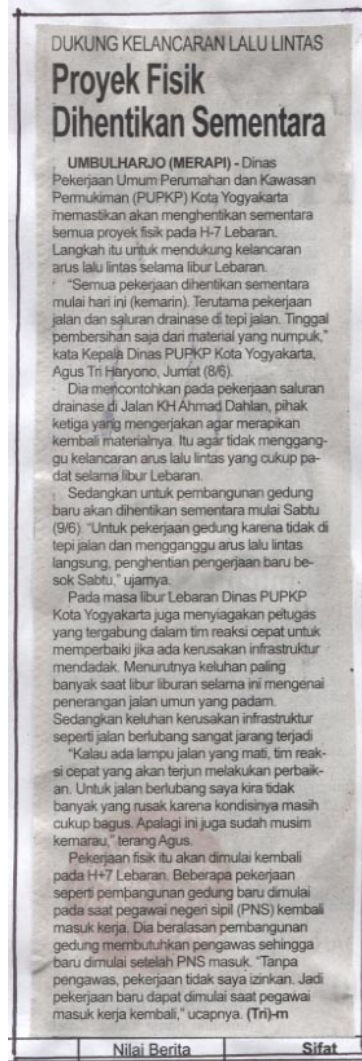 DUKUNG KELANCARAN LALU LINTAS
Proyek Fisik
Dihentikan Sementara
UMBULHARJO (MERAPI) - Dinas
Pekerjaan Umum Perumahan dan Kawasan
Permukiman (PUPKP) Kota Yogyakarta
memastikan akan menghentikan sementara
semua proyek fisik pada H-7 Lebaran.
Langkah itu untuk mendukung kelancaran
arus lalu lintas selama libur Lebaran.
"Semua pekerjaan dihentikan sementara
mulai hari ini (kemarin). Terutama pekerjaan
jalan dan saluran drainase di tepi jalan. Tinggal
pembersihan saja dari material yang numpuk,"
kata Kepala Dinas PUPKP Kota Yogyakarta,
Agus Tri Haryono, Jumat (8/6).
Dia mencontohkan pada pekerjaan saluran
drainase di Jalan KH Ahmad Dahlan, pihak
ketiga yang mengerjakan agar merapikan
kembali materialnya. Itu agar tidak menggang-
gu kelancaran arus lalu lintas yang cukup pa-
dat selama libur Lebaran.
Sedangkan untuk pembangunan gedung
baru akan dihentikan sementara mulai Sabtu
(9/6). "Untuk pekerjaan gedung karena tidak di
tepi jalan dan mengganggu arus lalu lintas
langsung, penghentian pengerjaan baru be-
sok Sabtu," ujarnya.
Pada masa libur Lebaran Dinas PUPKP
Kota Yogyakarta juga menyiagakan petugas
yang tergabung dalam tim reaksi cepat untuk
memperbaiki jika ada kerusakan infrastruktur
mendadak. Menurutnya keluhan paling
banyak saat libur liburan selama ini mengenai
penerangan jalan umun yang padam.
Sedangkan keluhan kerusakan infrastruktur
seperti jalan berlubang sangat jarang terjadi
"Kalau ada lampu jalan yang mati, tim reak-
si cepat yang akan terjun melakukan perbaik-
an. Untuk jalan berlubang saya kira tidak
banyak yang rusak karena kondisinya masih
cukup bagus. Apalagi ini juga sudah musim
kemarau," terang Agus.
Pekerjaan fisik itu akan dimulai kembali
pada H+7 Lebaran. Beberapa pekerjaan
seperti pembangunan gedung baru dimulai
pada saat pegawai negeri sipil (PNS) kembali
masuk kerja. Dia beralasan pembangunan
gedung membutuhkan pengawas sehingga
baru dimulai setelah PNS masuk. "Tanpa
pengawas, pekerjaan tidak saya izinkan. Jadi
pekerjaan baru dapat dimulai saat pegawai
masuk kerja kembali," ucapnya. (Tri)-m
Nilai Berita
Sifat